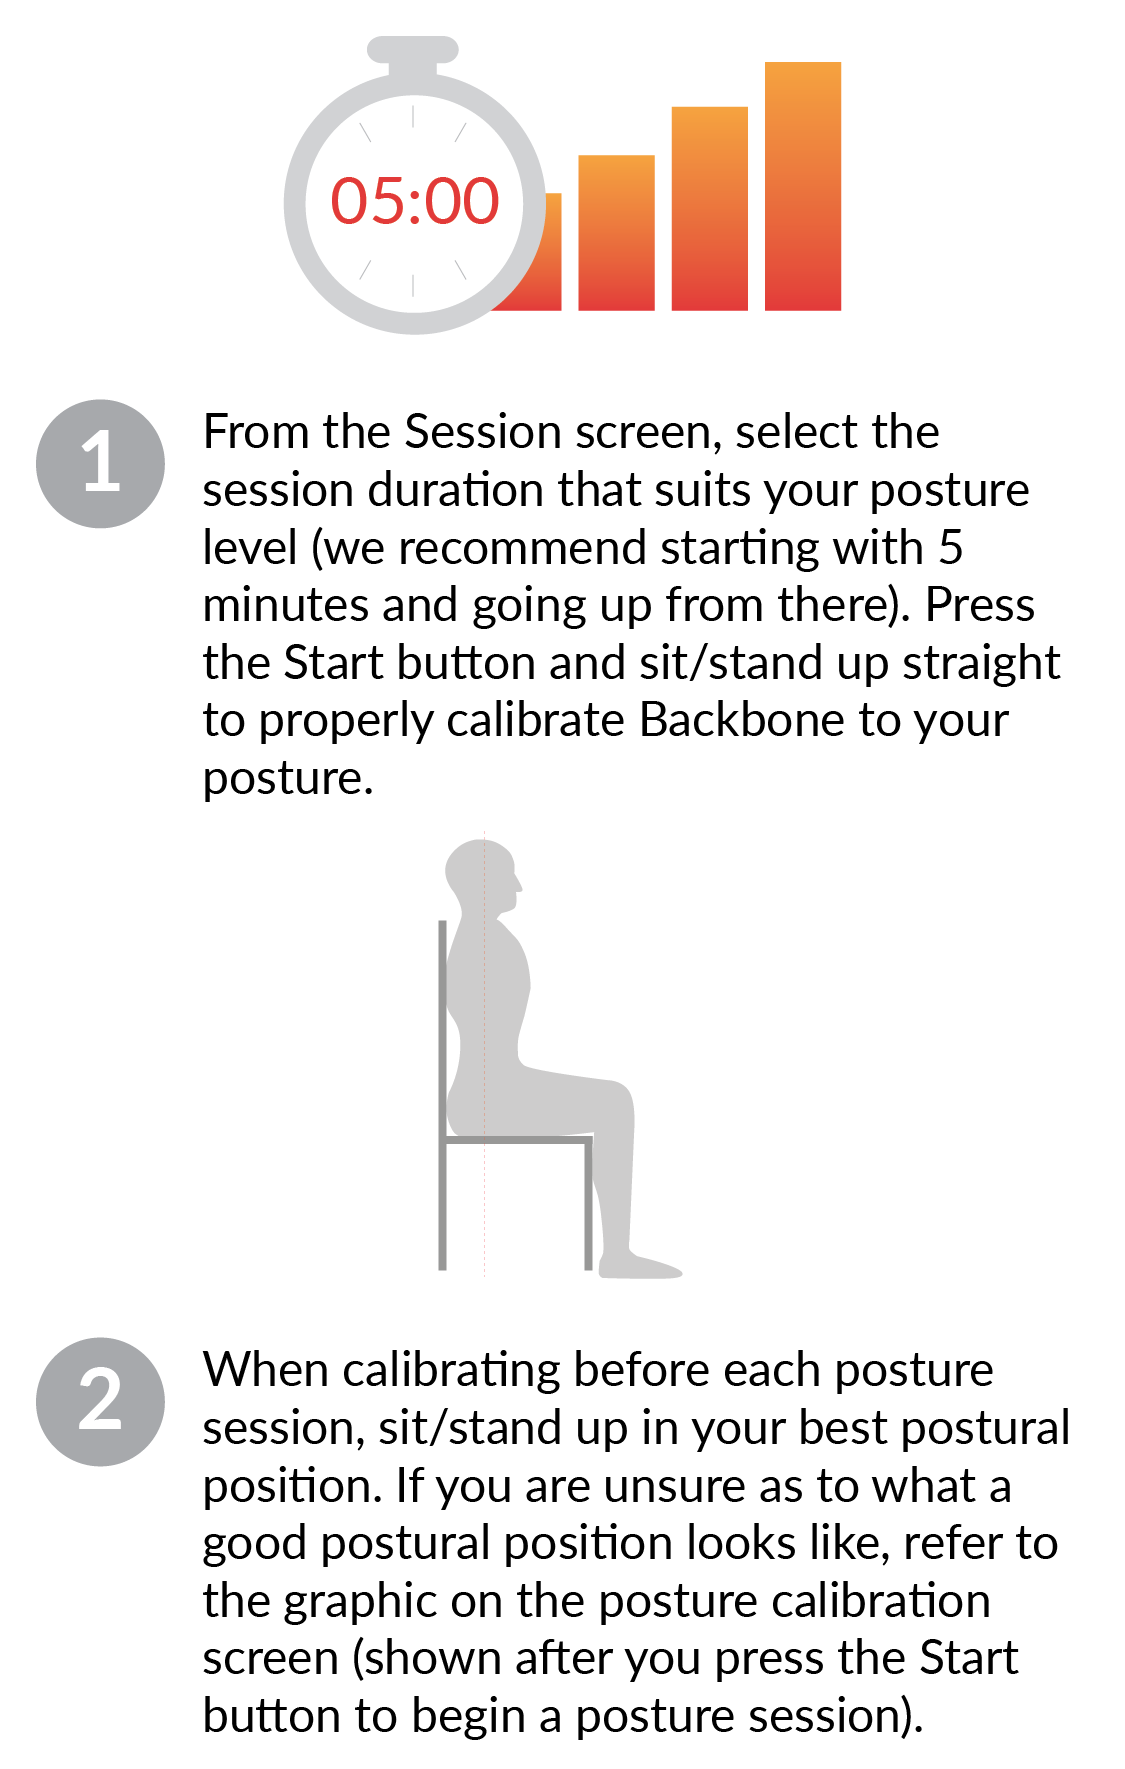 05:00
1
From the Session screen, select the
session duration that suits your posture
level (we recommend starting with 5
minutes and going up from there). Press
the Start button and sit/stand up straight
to properly calibrate Backbone to your
posture.
2
When calibrating before each posture
session, sit/stand up in your best postural
position. If you are unsure as to what a
good postural position looks like, refer to
the graphic on the posture calibration
screen (shown after you press the Start
button to begin a posture session).